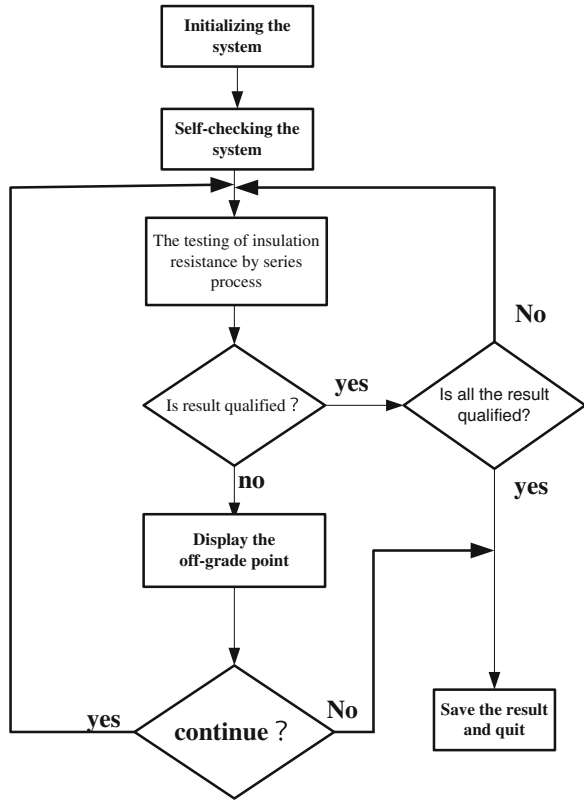 Initializing the
system
Self-checking the
system
The testing of insulation
resistance by series
process
No
Is result qualified？
yes
Is all the result
qualified?
no
yes
Display the
off-grade point
yes
continue？
No
Save the result
and quit